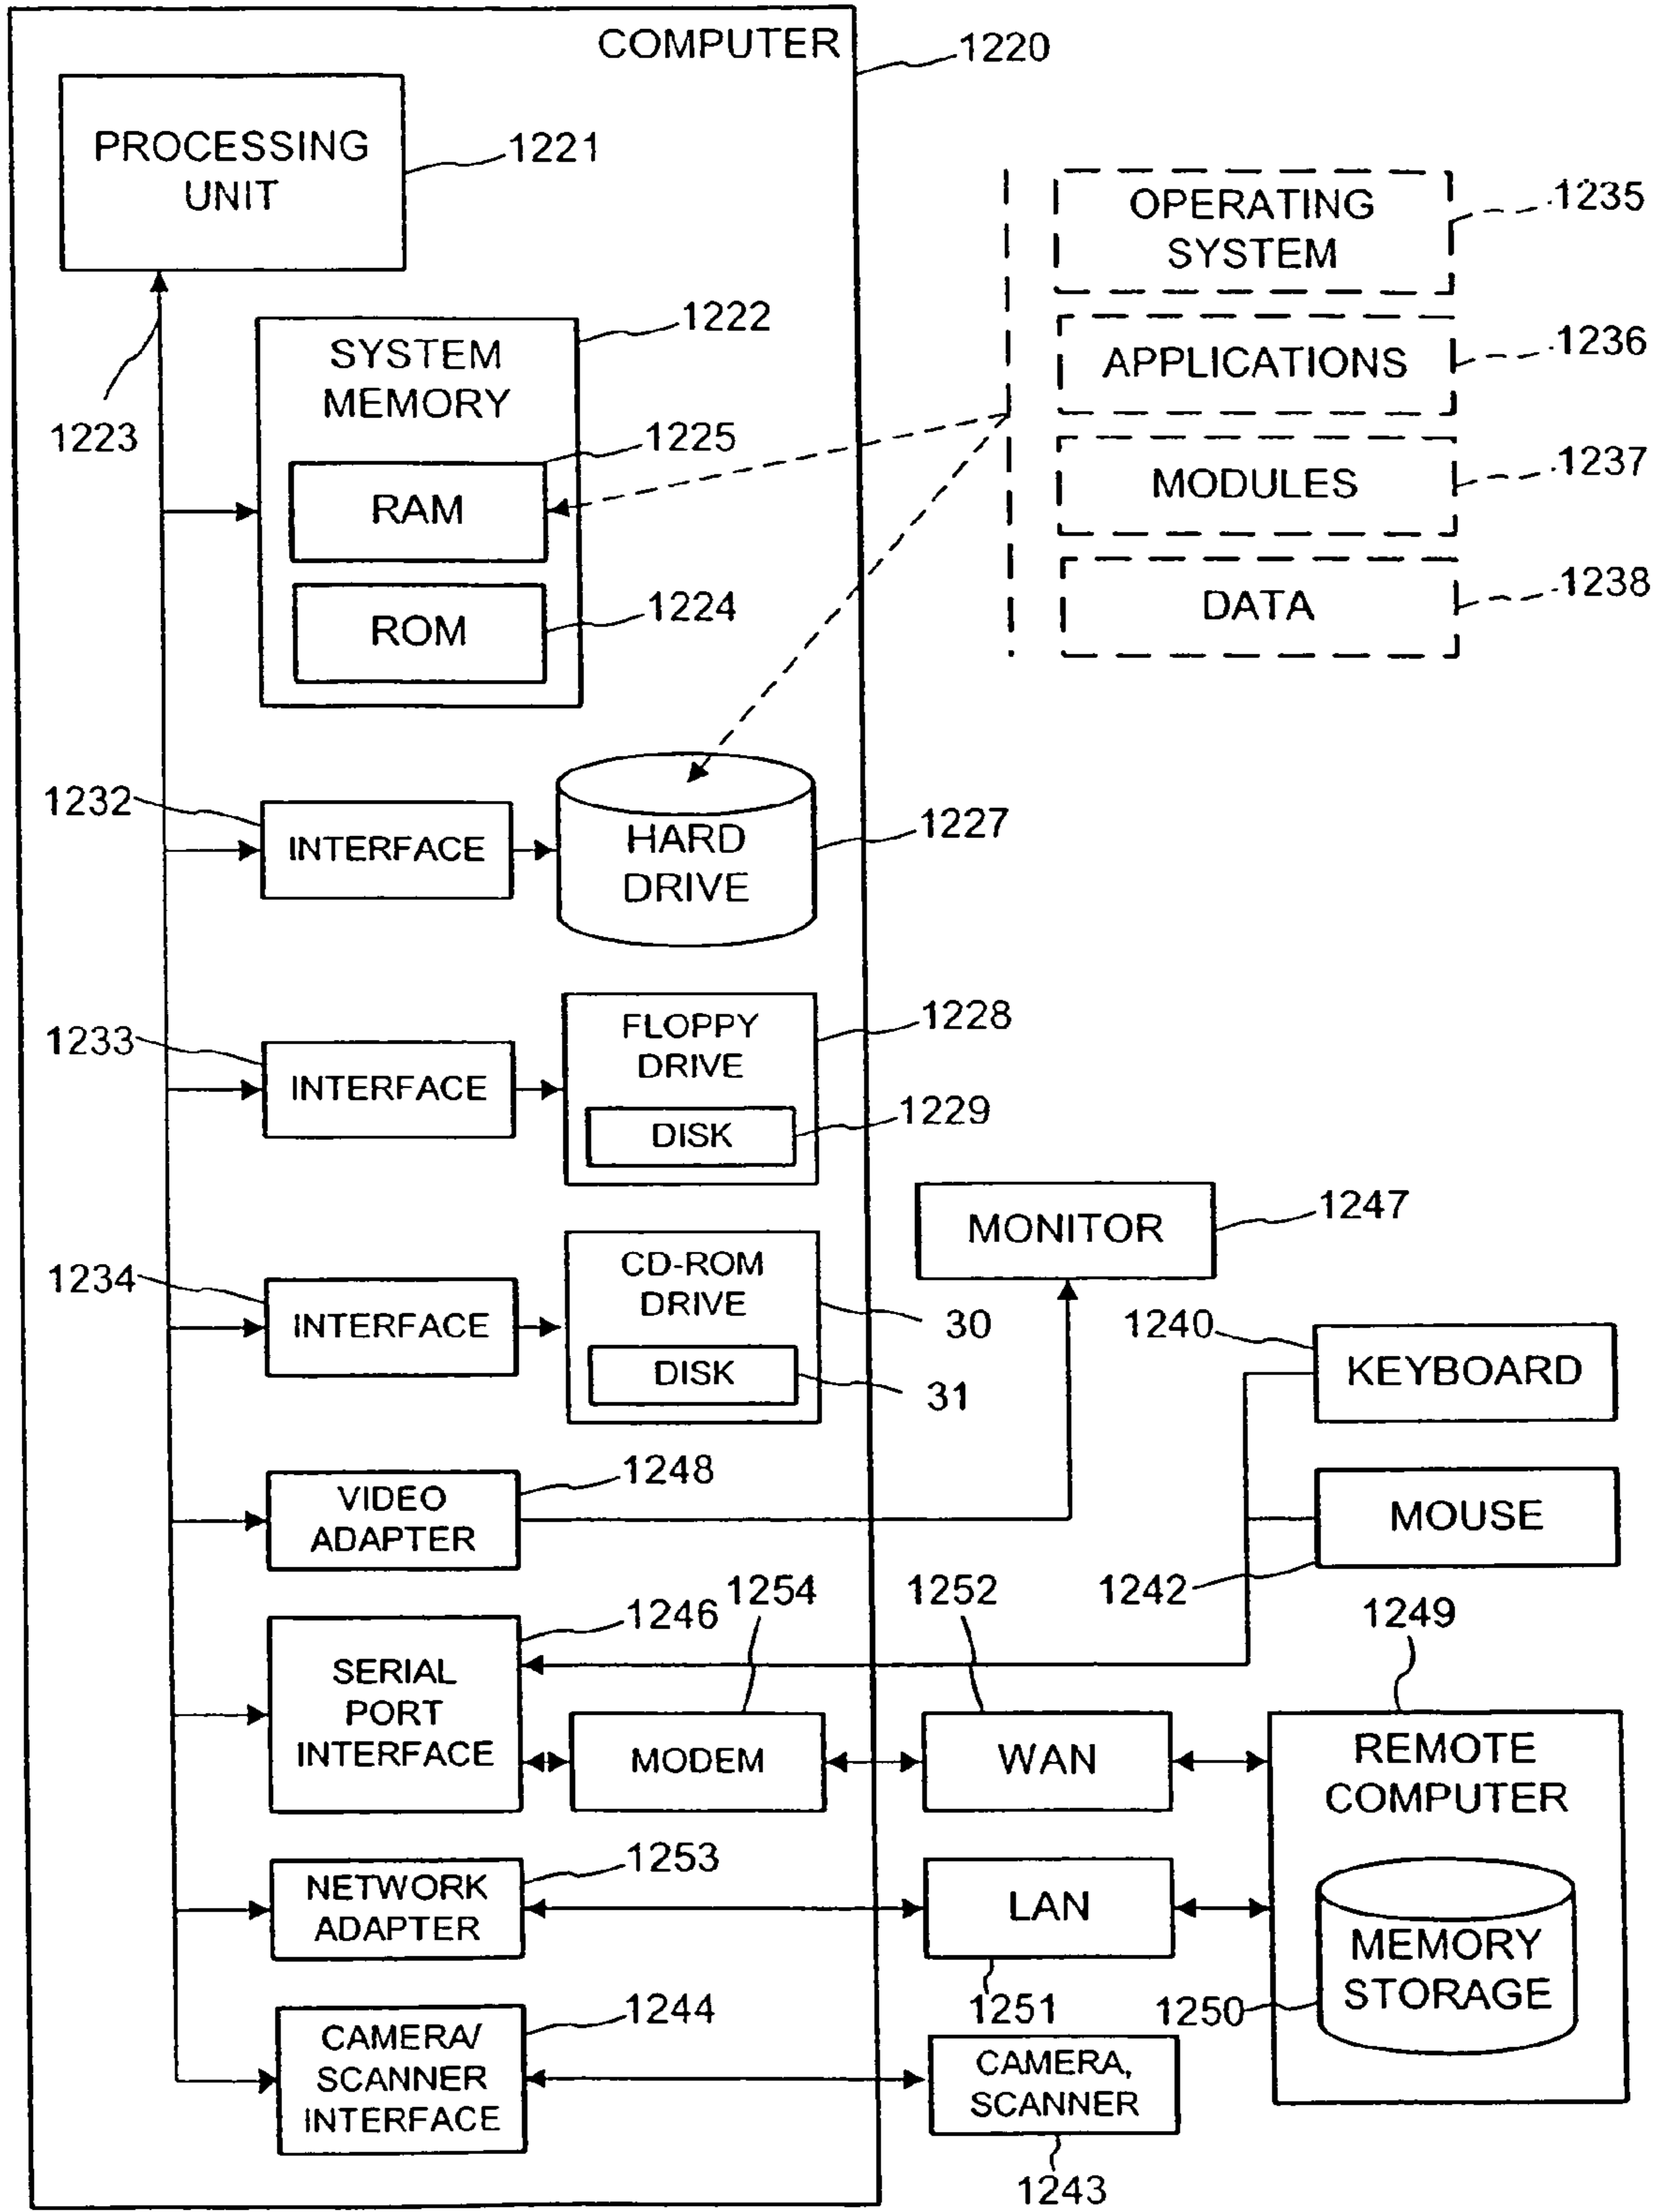 COMPUTER
1220
PROCESSING
UNIT
1221
OPERATING
SYSTEM
1235
1223
SYSTEM
MEMORY
1222
1225
RAM
1224
ROM
APPLICATIONS
1236
MODULES
1237
DATA
1238
1232
INTERFACE
HARD
DRIVE
1227
1233
INTERFACE
FLOPPY
DRIVE
1228
DISK
1229
1234
INTERFACE
CD-ROM
DRIVE
30
DISK
31
MONITOR
1247
1240
KEYBOARD
MOUSE
1242
VIDEO
ADAPTER
1248
1246
SERIAL
PORT
INTERFACE
1254
MODEM
1252
WAN
1249
REMOTE
COMPUTER
MEMORY
STORAGE
1250
NETWORK
ADAPTER
1253
LAN
1251
CAMERA/
SCANNER
INTERFACE
1244
CAMERA,
SCANNER
1243